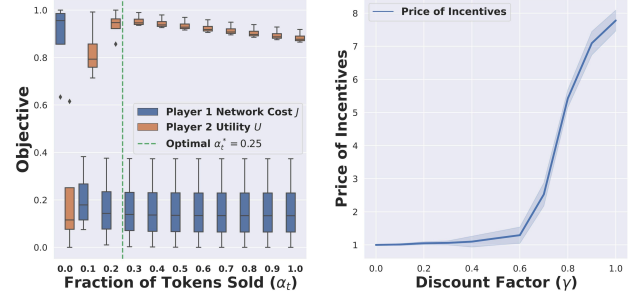 1.0
0.8
0.6
0.4
0.2
0.0
Objective
Player 1 Network Cost J
Player 2 Utility U
Optimal α_t^* = 0.25
0.0 0.1 0.2 0.3 0.4 0.5 0.6 0.7 0.8 0.9 1.0
Fraction of Tokens Sold (α_t)
8
7
6
5
4
3
2
1
Price of Incentives
Price of Incentives
0.0 0.2 0.4 0.6 0.8 1.0
Discount Factor (γ)